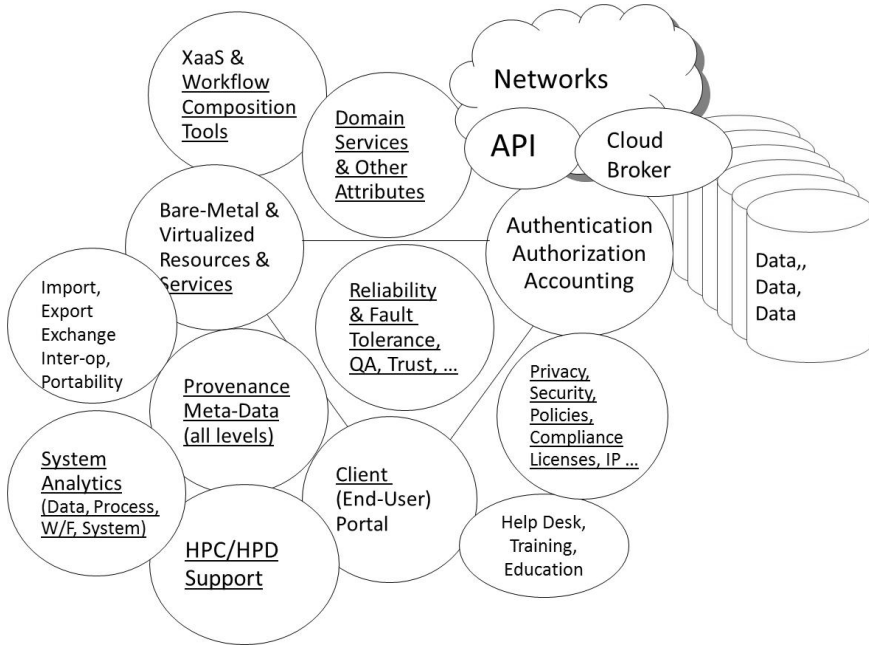 XaaS &
Workflow
Composition
Tools
Domain
Services
& Other
Attributes
Networks
API
Cloud
Broker
Bare-Metal &
Virtualized
Resources &
Services
Authentication
Authorization
Accounting
Data,,
Data,
Data
Import,
Export
Exchange
Inter-op,
Portability
Reliability
& Fault
Tolerance,
QA, Trust, ...
Provenance
Meta-Data
(all levels)
Privacy,
Security,
Policies,
Compliance
Licenses, IP ...
System
Analytics
(Data, Process,
W/F, System)
Client
(End-User)
Portal
HPC/HPD
Support
Help Desk,
Training,
Education